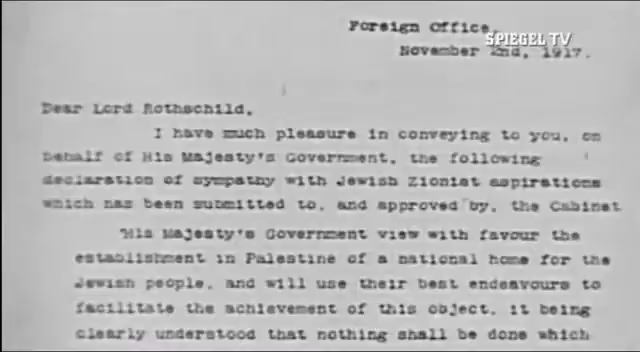 Foreign Office,
SPIEGEL TV
November 2nd, 1917.
Dear Lord Rothschild,
I have much pleasure in conveying to you, on
behalf of His Majesty's Government, the following
declaration of sympathy with Jewish Zionist aspirations
which has been submitted to, and approved by, the Cabinet
'His Majesty's Government view with favour the
establishment in Palestine of a national home for the
Jewish people, and will use their best endeavours to
facilitate the achievement of this object, it being
clearly understood that nothing shall be done which